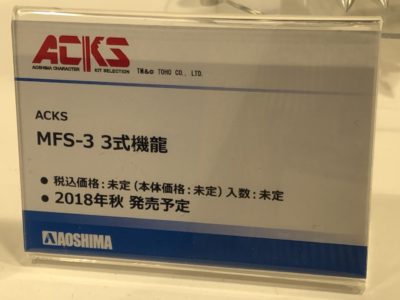 ACKS
AOSHIMA CHARACTER KIT SELECTION
TM&© TOHO CO., LTD.
ACKS
MFS-3 3式機龍
● 税込価格:未定(本体価格:未定)入数:未定
● 2018年秋 発売予定
AOSHIMA